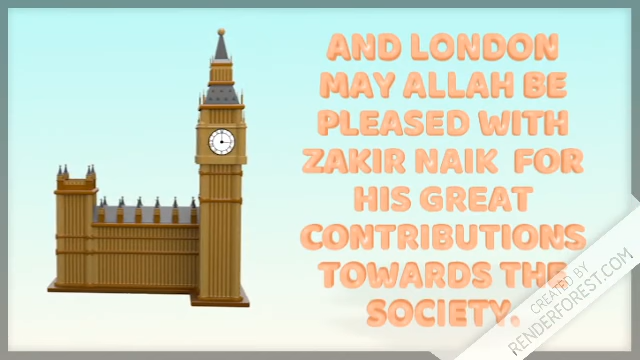 AND LONDON
MAY ALLAH BE
PLEASED WITH
ZAKIR NAIK FOR
HIS GREAT
CONTRIBUTIONS
TOWARDS THE
SOCIETY.
CREATED BY
RENDERFOREST.COM